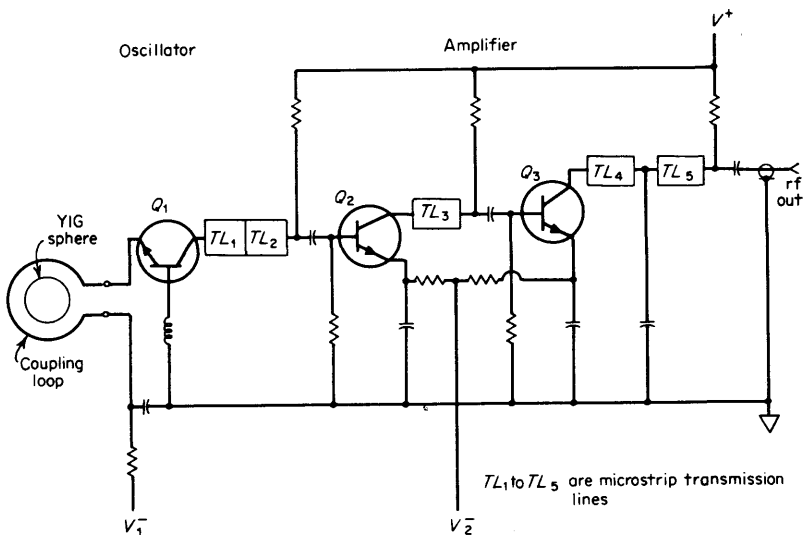 Oscillator
Amplifier
V+
Q1
Q2
Q3
TL1
TL2
TL3
TL4
TL5
rf
out
YIG
sphere
Coupling
loop
V1−
V2−
TL1 to TL5 are microstrip transmission
lines